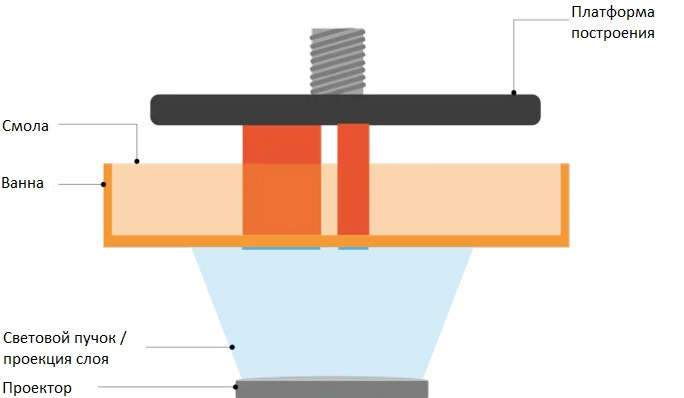 Платформа
построения
Смола
Ванна
Световой пучок /
проекция слоя
Проектор